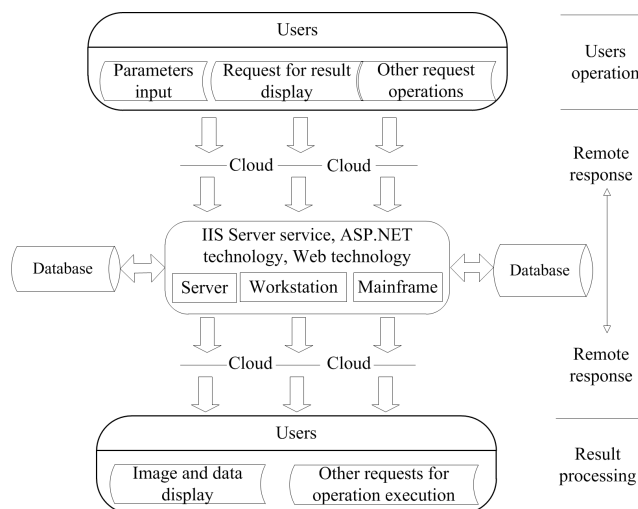 Users
Parameters
input
Request for result
display
Other request
operations
Users
operation
Cloud
Cloud
Remote
response
IIS Server service, ASP.NET
technology, Web technology
Server
Workstation
Mainframe
Database
Database
Cloud
Cloud
Remote
response
Users
Image and data
display
Other requests for
operation execution
Result
processing